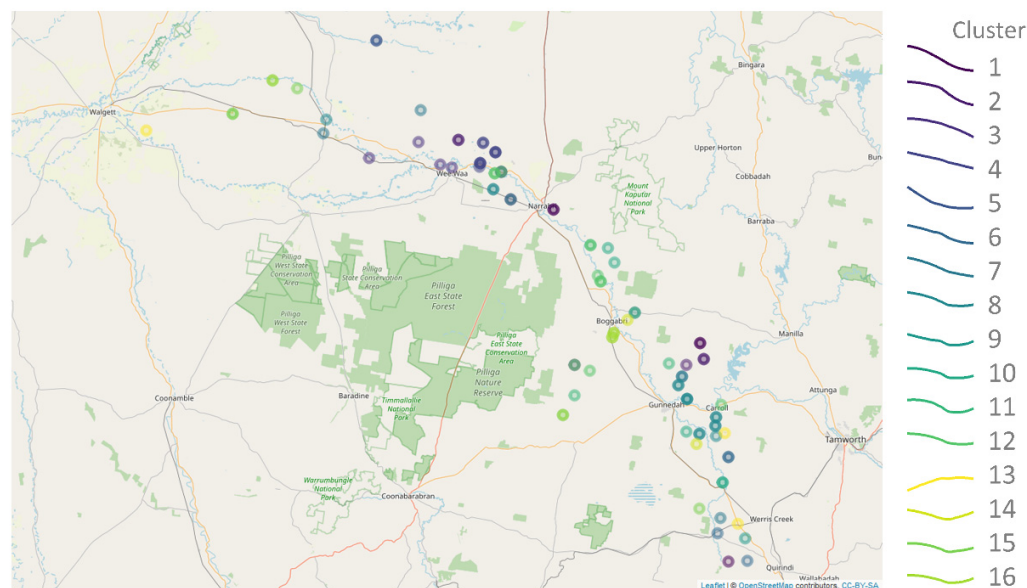 Cluster
1
2
3
4
5
6
7
8
9
10
11
12
13
14
15
16
Bingara
Walgett
Upper Horton
Cobbadah
Wee Waa
Mount
Kaputar
National
Park
Barraba
Pilliga
West State
Conservation
Area
Pilliga
State Conservation
Area
Pilliga
East State
Forest
Pilliga
West State
Forest
Boggabri
Manilla
Pilliga
East State
Conservation
Area
Pilliga
Nature
Reserve
Coonamble
Baradine
Timmallallie
National
Park
Gunnedah
Carroll
Attunga
Tamworth
Warrumbungle
National
Park
Coonabarabran
Werris Creek
Quirindi
Wallabadah
Leaflet | © OpenStreetMap contributors, CC-BY-SA